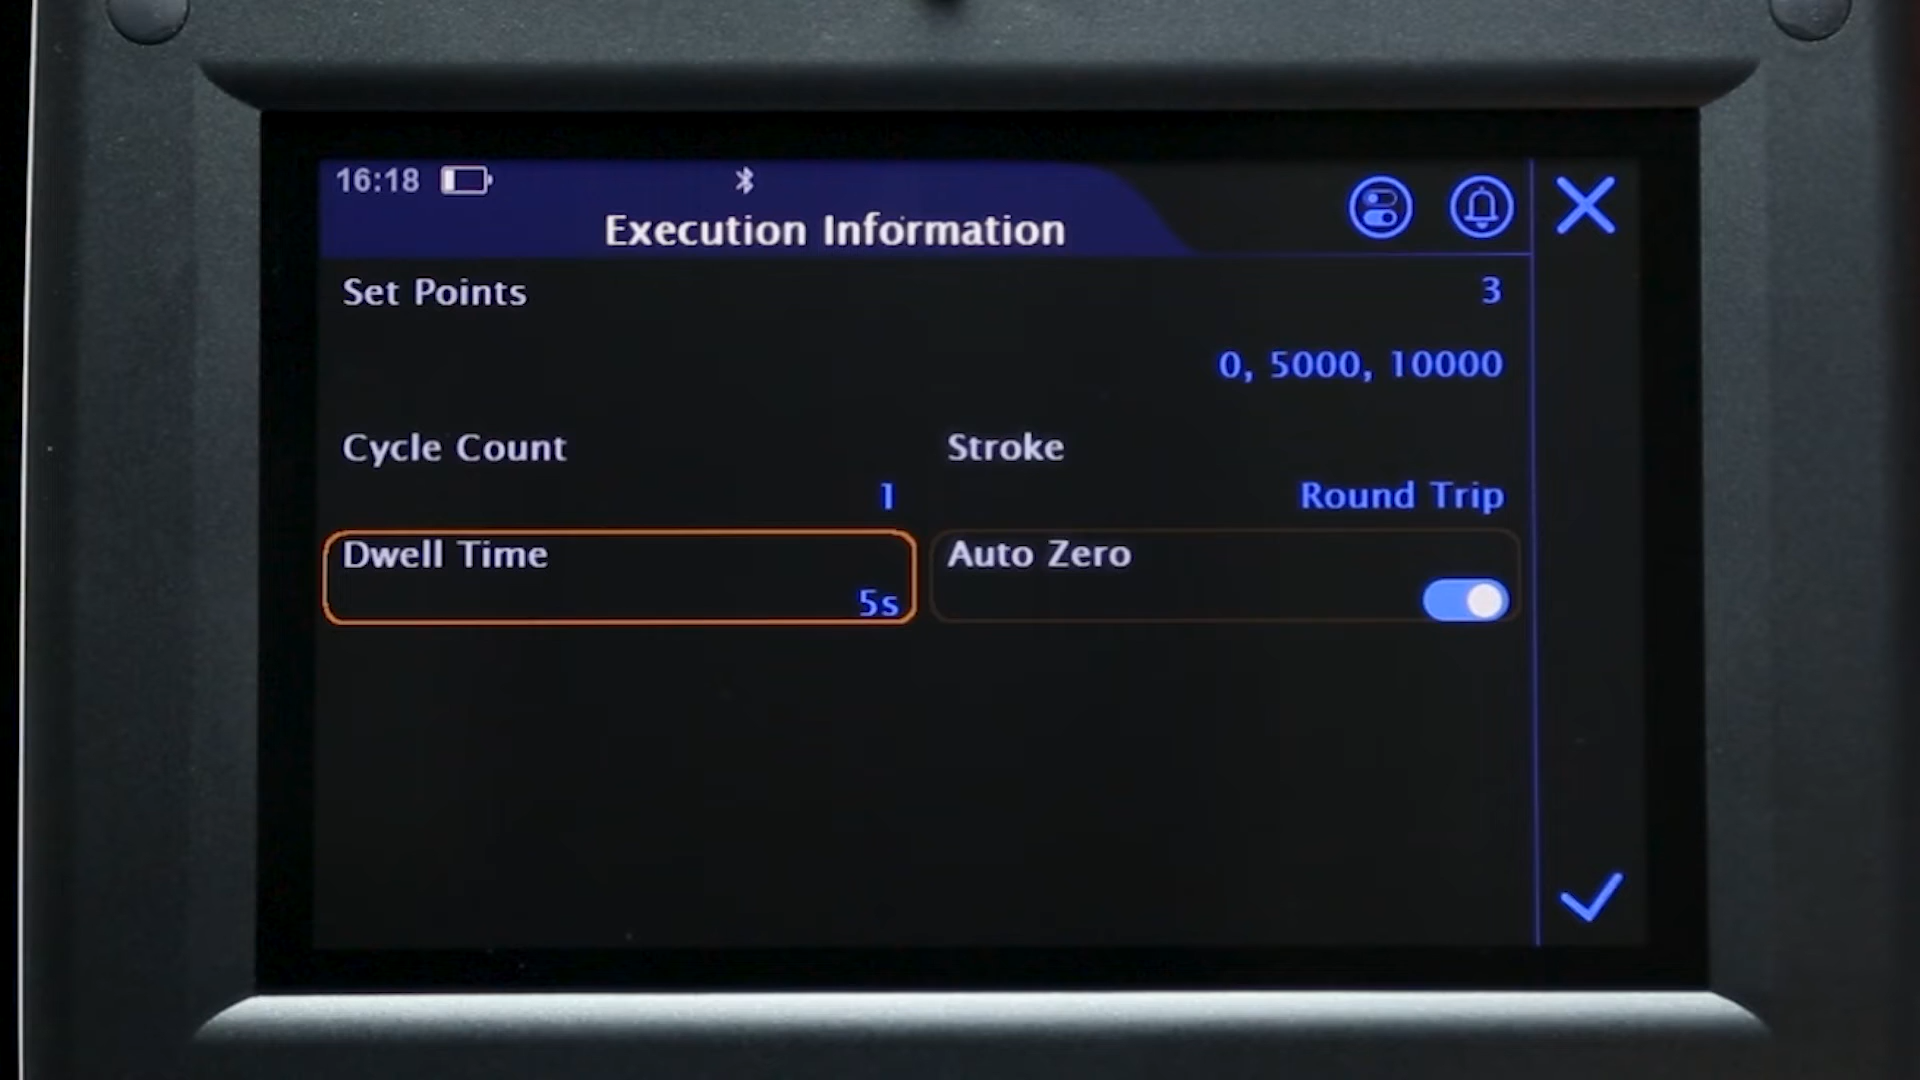 16:18
Execution Information
Set Points
3
0, 5000, 10000
Cycle Count
1
Stroke
Round Trip
Dwell Time
5s
Auto Zero